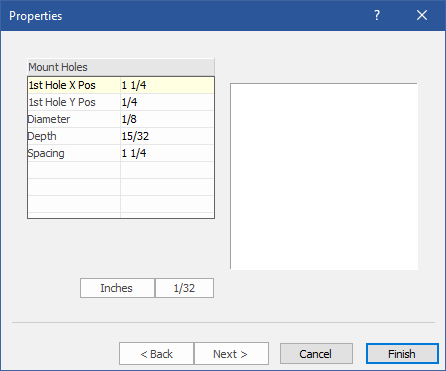 Properties ?
Mount Holes
1st Hole X Pos 1 1/4
1st Hole Y Pos 1/4
Diameter 1/8
Depth 15/32
Spacing 1 1/4
Inches 1/32
< Back Next > Cancel Finish